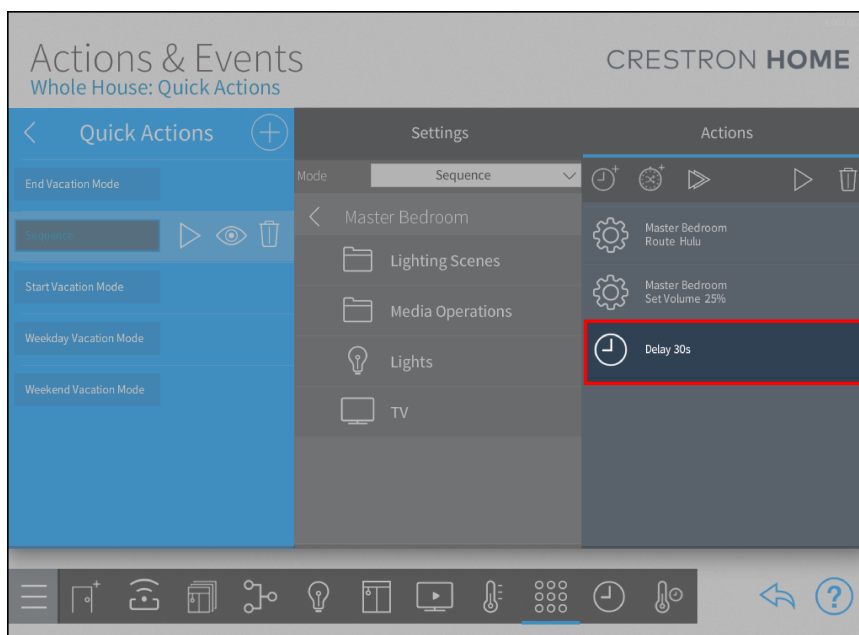 Actions & Events
CRESTRON HOME
Whole House: Quick Actions
Quick Actions
Settings
Actions
End Vacation Mode
Mode
Sequence
Sequence
Master Bedroom
Master Bedroom
Route Hulu
Lighting Scenes
Start Vacation Mode
Master Bedroom
Set Volume 25%
Media Operations
Weekday Vacation Mode
Delay 30s
Lights
Weekend Vacation Mode
TV
?